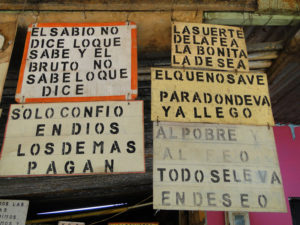 EL SABIO NO
DICE LO QUE
SABE Y EL
BRUTO NO
SABE LO QUE
DICE
SOLO CONFIO
EN DIOS
LOS DEMAS
PAGAN
LA SUERTE
DE LA FEA
LA BONITA
LA DESEA
EL QUE NO SAVE
PARA DONDE VA
YA LLEGO
AL POBRE Y
AL FEO
TODO SE LE VA
EN DESEO